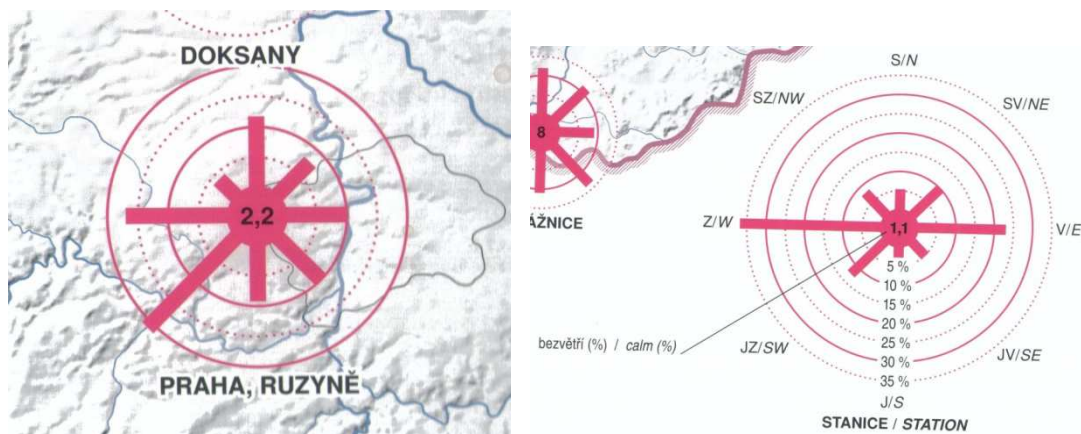 DOKSANY
2,2
PRAHA, RUZYNĚ
S/N
SZ/NW
SV/NE
8
ÁŽNICE
Z/W
1,1
V/E
5 %
10 %
15 %
20 %
25 %
30 %
35 %
bezvětří (%) / calm (%)
JZ/SW
JV/SE
J/S
STANICE / STATION